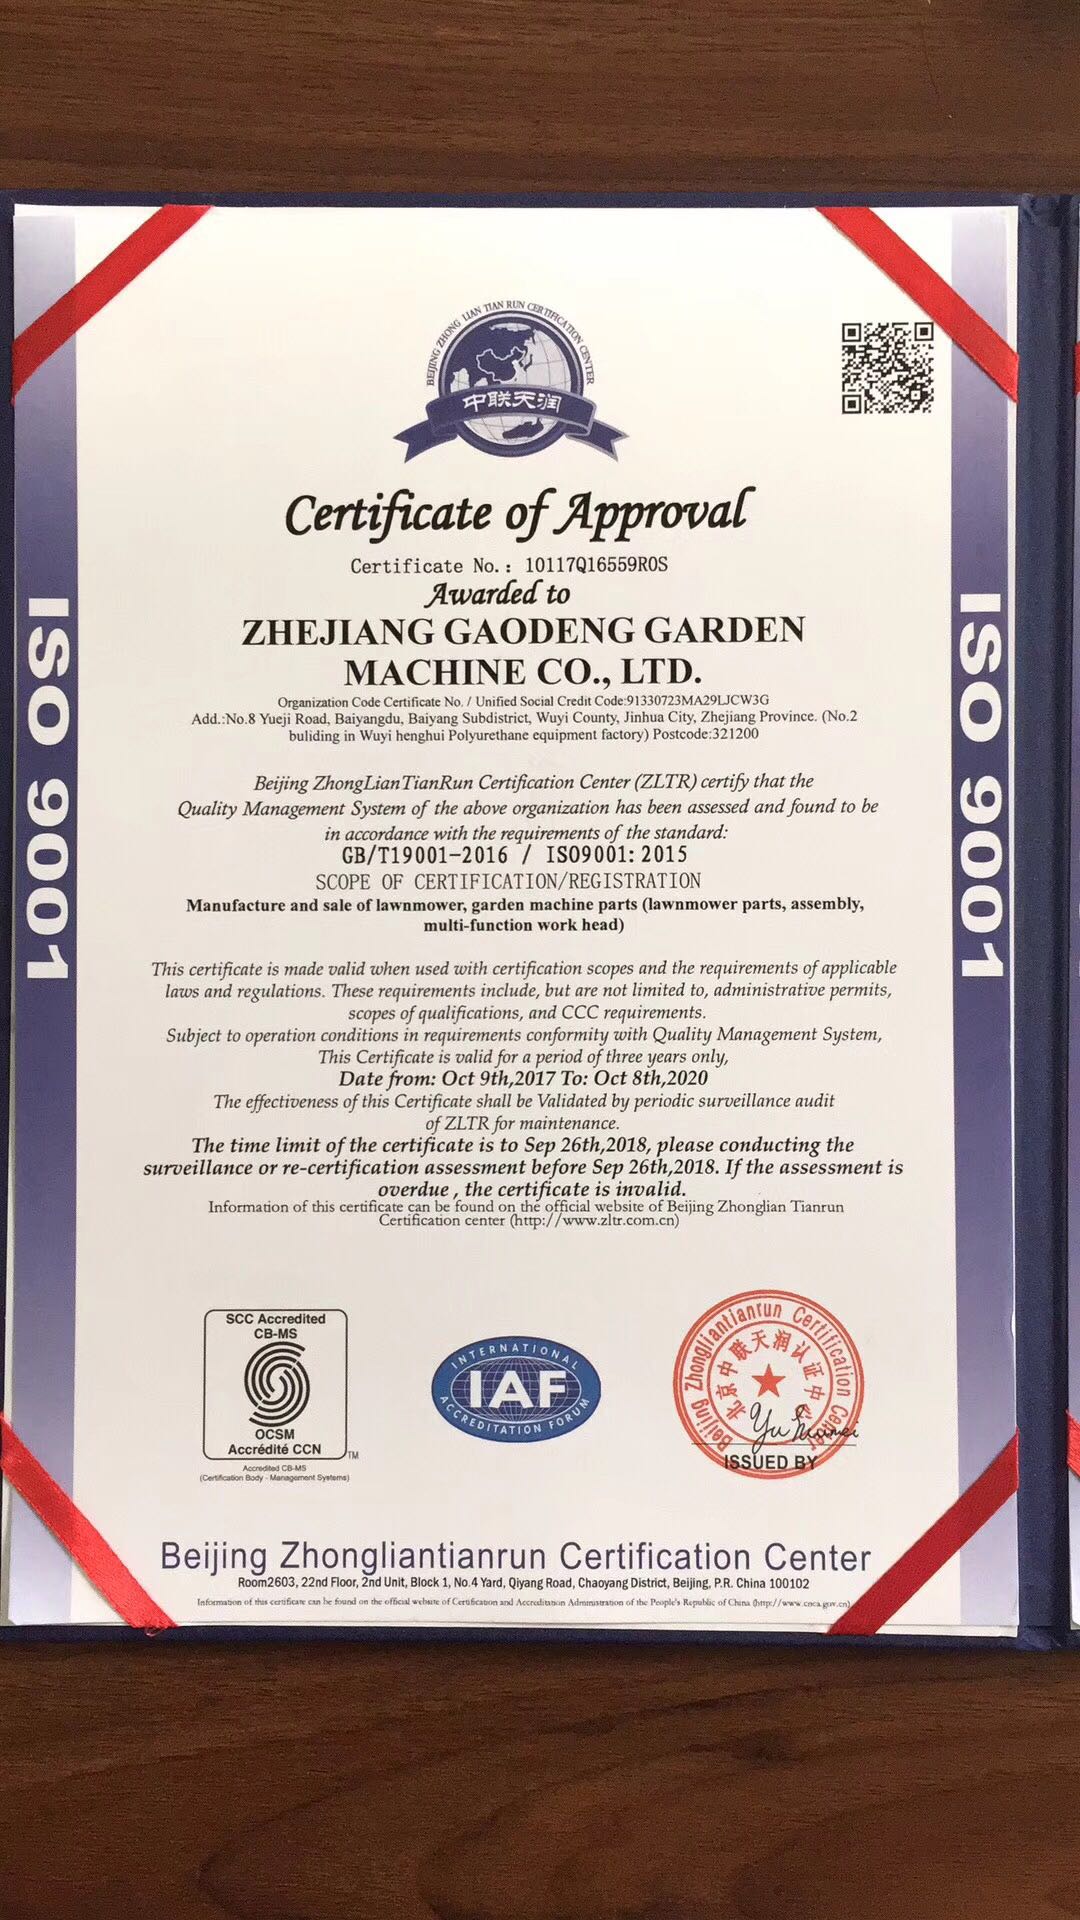 BEIJING ZHONG LIAN TIAN RUN CERTIFICATION CENTER
中联天润
Certificate of Approval
Certificate No.: 10117Q16559R0S
Awarded to
ZHEJIANG GAODENG GARDEN
MACHINE CO., LTD.
Organization Code Certificate No. / Unified Social Credit Code:91330723MA29LJCW3G
Add.:No.8 Yueji Road, Baiyangdu, Baiyang Subdistrict, Wuyi County, Jinhua City, Zhejiang Province. (No.2
buliding in Wuyi henghui Polyurethane equipment factory) Postcode:321200
Beijing ZhongLianTianRun Certification Center (ZLTR) certify that the
Quality Management System of the above organization has been assessed and found to be
in accordance with the requirements of the standard:
GB/T19001-2016 / ISO9001:2015
SCOPE OF CERTIFICATION/REGISTRATION
Manufacture and sale of lawnmower, garden machine parts (lawnmower parts, assembly,
multi-function work head)
This certificate is made valid when used with certification scopes and the requirements of applicable
laws and regulations. These requirements include, but are not limited to, administrative permits,
scopes of qualifications, and CCC requirements.
Subject to operation conditions in requirements conformity with Quality Management System,
This Certificate is valid for a period of three years only,
Date from: Oct 9th,2017 To: Oct 8th,2020
The effectiveness of this Certificate shall be Validated by periodic surveillance audit
of ZLTR for maintenance.
The time limit of the certificate is to Sep 26th,2018, please conducting the
surveillance or re-certification assessment before Sep 26th,2018. If the assessment is
overdue , the certificate is invalid.
Information of this certificate can be found on the official website of Beijing Zhonglian Tianrun
Certification center (http://www.zltr.com.cn)
ISO 9001
ISO 9001
SCC Accredited
CB-MS
OCSM
Accrédité CCN
TM
Accredited CB-MS
(Certification Body - Management Systems)
INTERNATIONAL
IAF
ACCREDITATION FORUM
Beijing Zhongliantianrun Certification Center
北京中联天润认证中心
ISSUED BY
Beijing Zhongliantianrun Certification Center
Room2603, 22nd Floor, 2nd Unit, Block 1, No.4 Yard, Qiyang Road, Chaoyang District, Beijing, P.R. China 100102
Information of this certificate can be found on the official website of Certification and Accreditation Administration of the People's Republic of China (http://www.cnca.gov.cn)